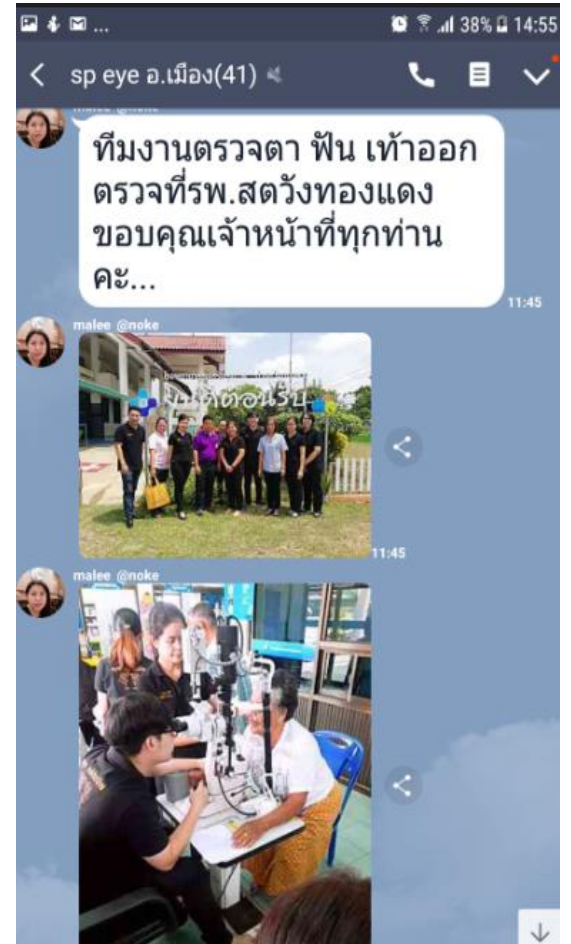 ... 38% 14:55
sp eye อ.เมือง(41)
ทีมงานตรวจตา ฟัน เท้าออก
ตรวจที่รพ.สตวังทองแดง
ขอบคุณเจ้าหน้าที่ทุกท่าน
คะ...
11:45
malee @noke
ยินดีต้อนรับ
11:45
malee @noke